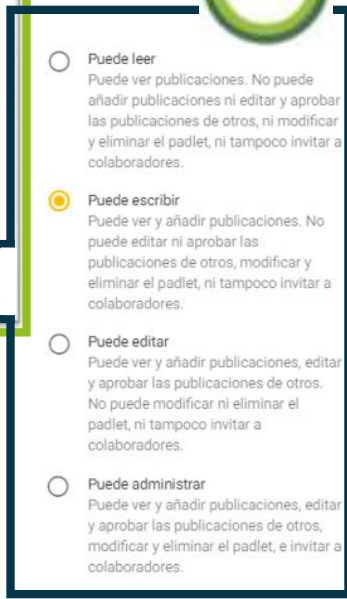 Puede leer
Puede ver publicaciones. No puede
añadir publicaciones ni editar y aprobar
las publicaciones de otros, ni modificar
y eliminar el padlet, ni tampoco invitar a
colaboradores.
Puede escribir
Puede ver y añadir publicaciones. No
puede editar ni aprobar las
publicaciones de otros, modificar y
eliminar el padlet, ni tampoco invitar a
colaboradores.
Puede editar
Puede ver y añadir publicaciones, editar
y aprobar las publicaciones de otros.
No puede modificar ni eliminar el
padlet, ni tampoco invitar a
colaboradores.
Puede administrar
Puede ver y añadir publicaciones, editar
y aprobar las publicaciones de otros,
modificar y eliminar el padlet, e invitar a
colaboradores.